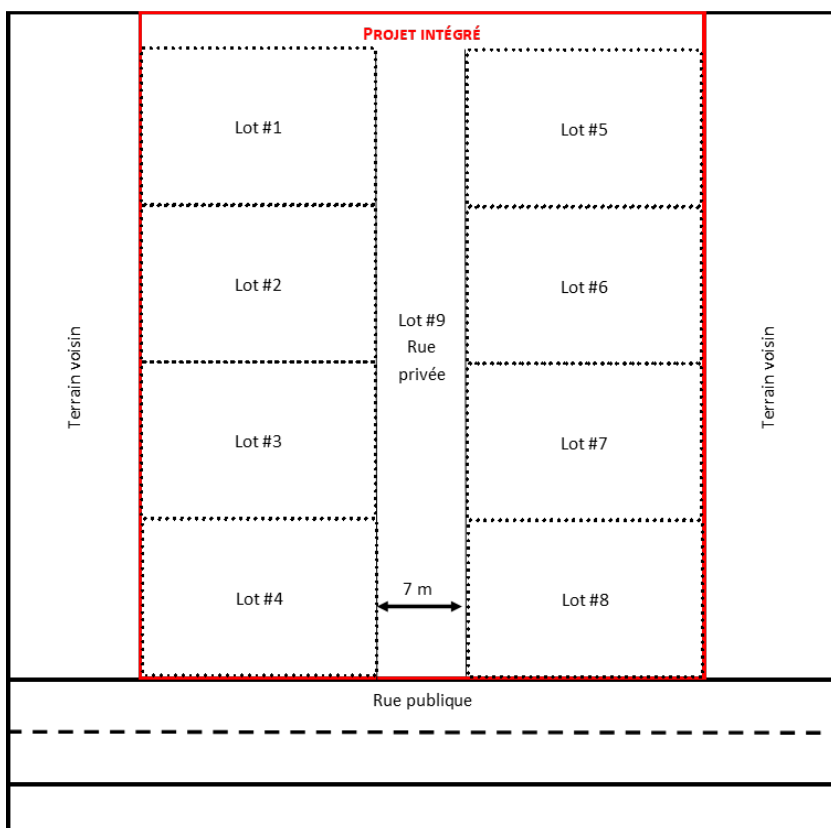 PROJET INTÉGRÉ
Lot #1
Lot #5
Lot #2
Lot #6
Lot #9
Rue
privée
Terrain voisin
Terrain voisin
Lot #3
Lot #7
7 m
Lot #4
Lot #8
Rue publique